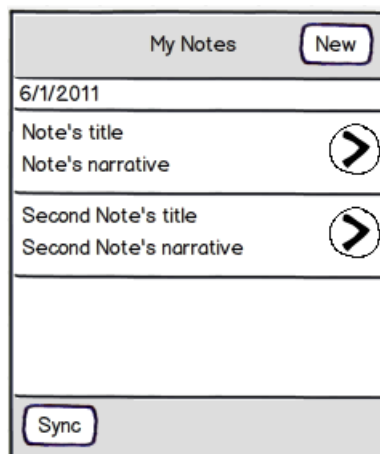 My Notes
New
6/1/2011
Note's title
Note's narrative
Second Note's title
Second Note's narrative
Sync